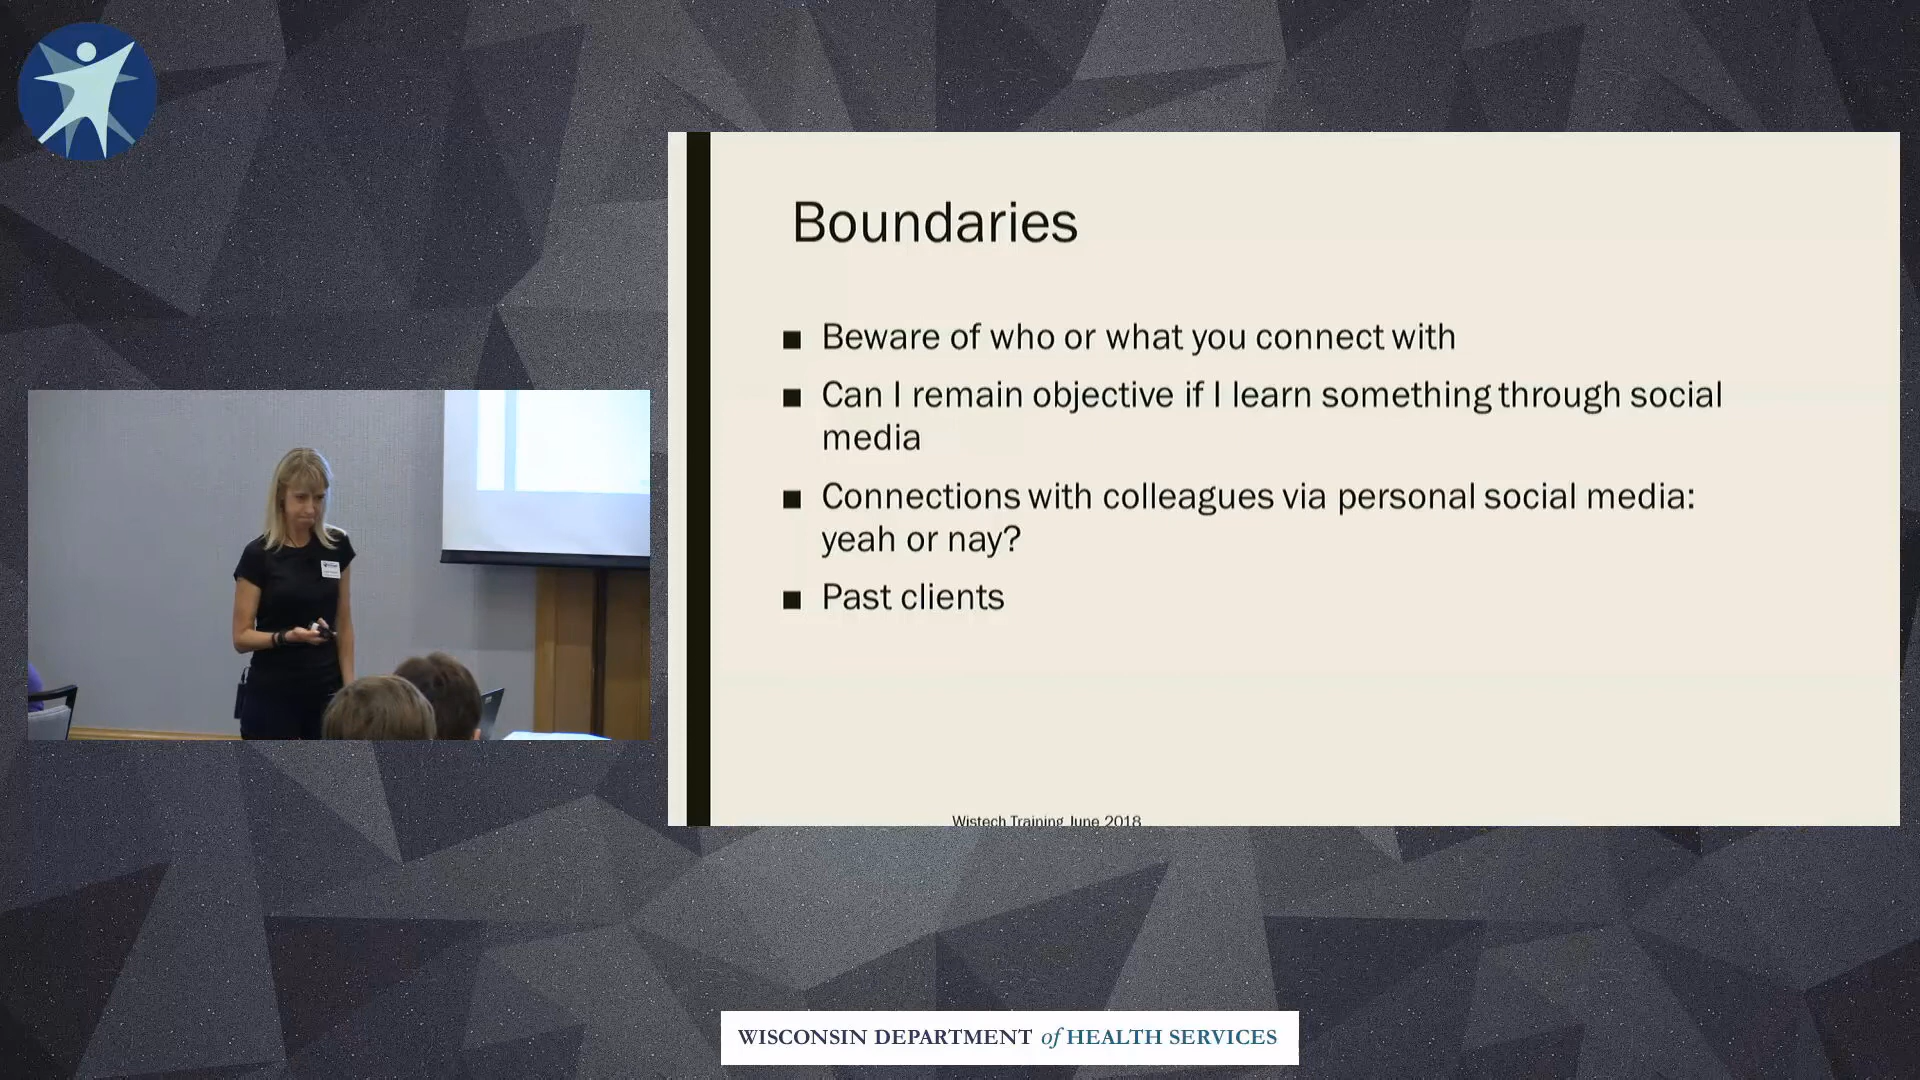 Boundaries
■ Beware of who or what you connect with
■ Can I remain objective if I learn something through social
media
■ Connections with colleagues via personal social media:
yeah or nay?
■ Past clients
Wistech Training June 2018
WISCONSIN DEPARTMENT of HEALTH SERVICES